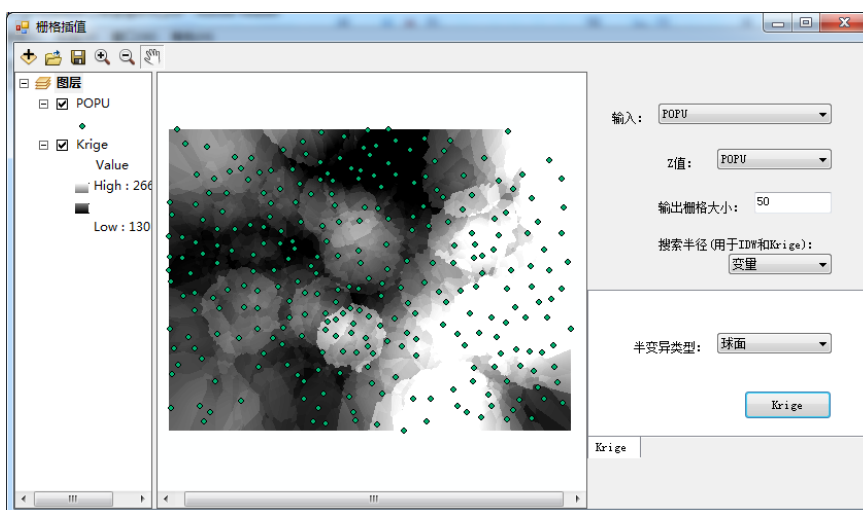 栅格插值
图层
POPU
Krige
Value
High : 266
Low : 130
输入: POPU
Z值: POPU
输出栅格大小: 50
搜索半径(用于IDW和Krige):
变量
半变异类型: 球面
Krige
Krige